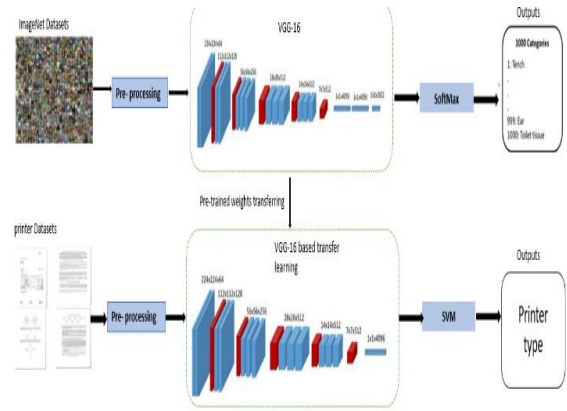 ImageNet Datasets
VGG-16
Outputs
224x224x64
112x112x128
56x56x256
28x28x512
14x14x512
7x7x512
1x1x4096
1x1x4096
Pre- processing
SoftMax
1000 Categories
1: Tench
.
.
.
999: Ear
1000: Toilet tissue
Pre-trained weights transferring
printer Datasets
VGG-16 based transfer
learning
Outputs
224x224x64
112x112x128
56x56x256
28x28x512
14x14x512
7x7x512
1x1x4096
Pre- processing
SVM
Printer
type